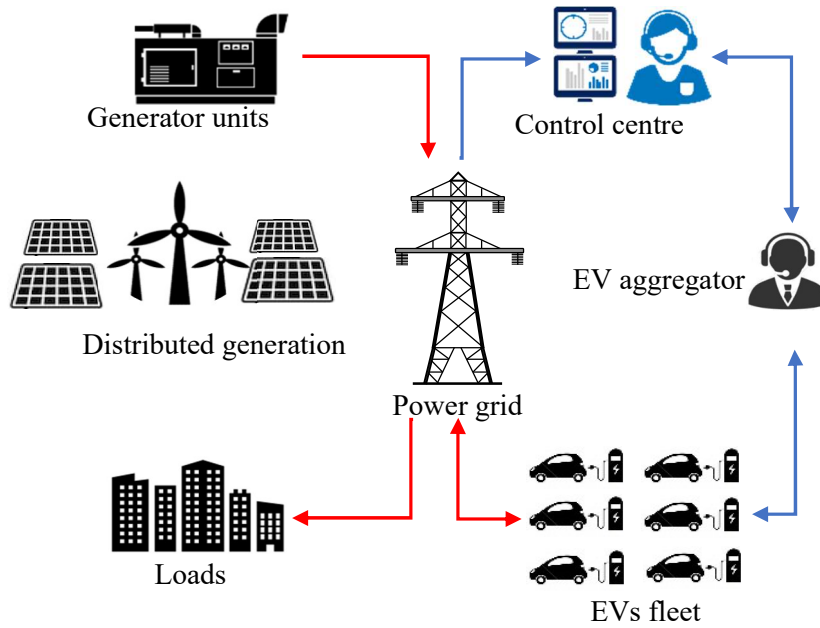 Generator units
Control centre
EV aggregator
Distributed generation
Power grid
Loads
EVs fleet